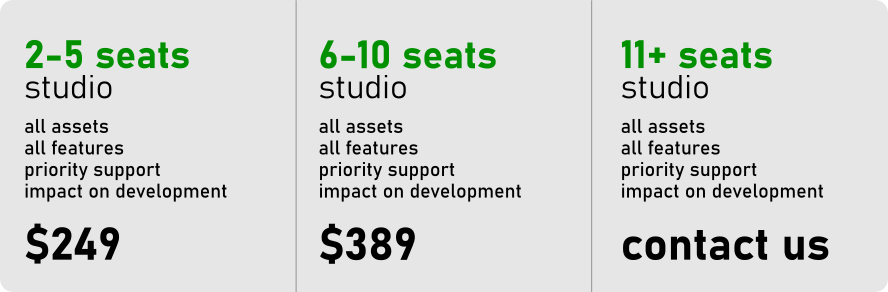 2-5 seats
studio
all assets
all features
priority support
impact on development
$249
6-10 seats
studio
all assets
all features
priority support
impact on development
$389
11+ seats
studio
all assets
all features
priority support
impact on development
contact us